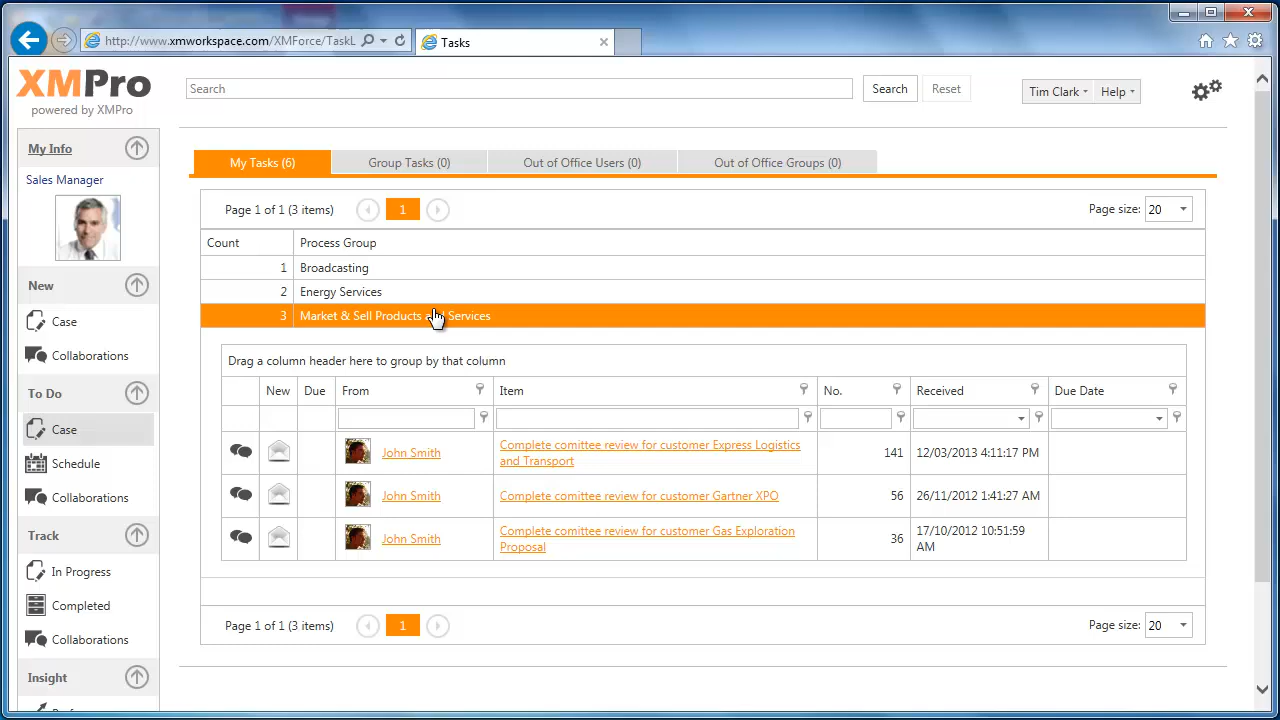 http://www.xmworkspace.com/XMForce/TaskL
Tasks
XMPro
powered by XMPro
Search
Search
Reset
Tim Clark
Help
My Info
Sales Manager
New
Case
Collaborations
To Do
Case
Schedule
Collaborations
Track
In Progress
Completed
Collaborations
Insight
My Tasks (6)
Group Tasks (0)
Out of Office Users (0)
Out of Office Groups (0)
Page 1 of 1 (3 items)
1
Page size:
20
Count
Process Group
1
Broadcasting
2
Energy Services
3
Market & Sell Products and Services
Drag a column header here to group by that column
New
Due
From
Item
No.
Received
Due Date
John Smith
Complete comittee review for customer Express Logistics
and Transport
141
12/03/2013 4:11:17 PM
John Smith
Complete comittee review for customer Gartner XPO
56
26/11/2012 1:41:27 AM
John Smith
Complete comittee review for customer Gas Exploration
Proposal
36
17/10/2012 10:51:59
AM
Page 1 of 1 (3 items)
1
Page size:
20